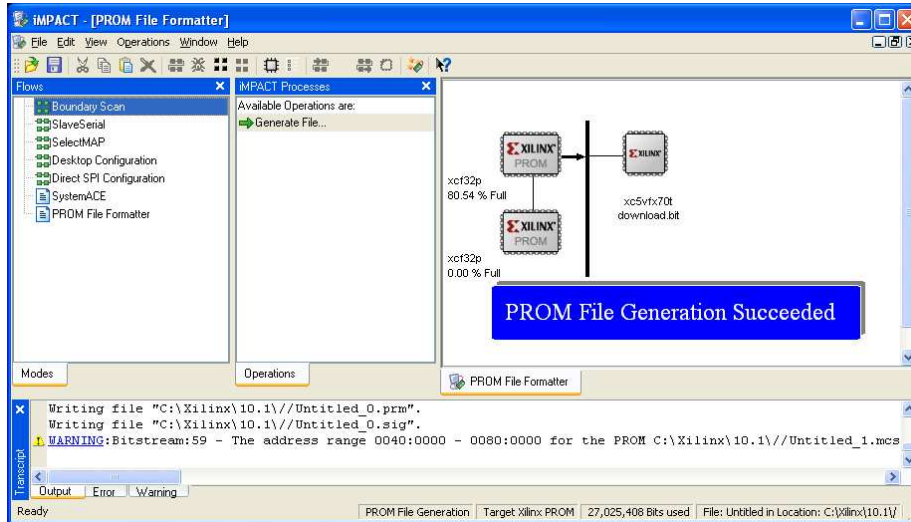 iMPACT - [PROM File Formatter]
File Edit View Operations Window Help
Flows
Boundary Scan
SlaveSerial
SelectMAP
Desktop Configuration
Direct SPI Configuration
SystemACE
PROM File Formatter
Modes
iMPACT Processes
Available Operations are:
Generate File...
Operations
XILINX
PROM
xcf32p
80.54 % Full
XILINX
PROM
xcf32p
0.00 % Full
XILINX
xc5vfx70t
download.bit
PROM File Generation Succeeded
PROM File Formatter
Writing file "C:\Xilinx\10.1\//Untitled_0.prm".
Writing file "C:\Xilinx\10.1\//Untitled_0.sig".
WARNING:Bitstream:59 - The address range 0040:0000 - 0080:0000 for the PROM C:\Xilinx\10.1\//Untitled_1.mcs
Transcript
Output Error Warning
Ready PROM File Generation Target Xilinx PROM 27,025,408 Bits used File: Untitled in Location: C:\Xilinx\10.1\/